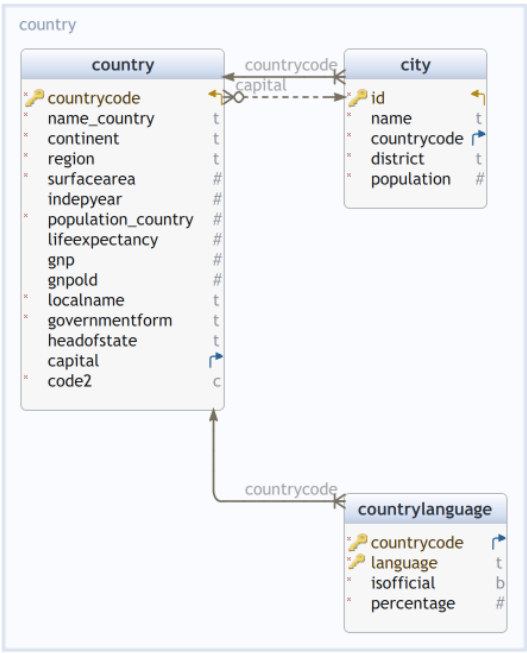 country
country
countrycode
name_country t
continent t
region t
surfacearea #
indepyear #
population_country #
lifeexpectancy #
gnp #
gnpold #
localname t
governmentform t
headofstate t
capital
code2 c
countrycode
capital
city
id
name t
countrycode
district t
population #
countrycode
countrylanguage
countrycode
language t
isofficial b
percentage #